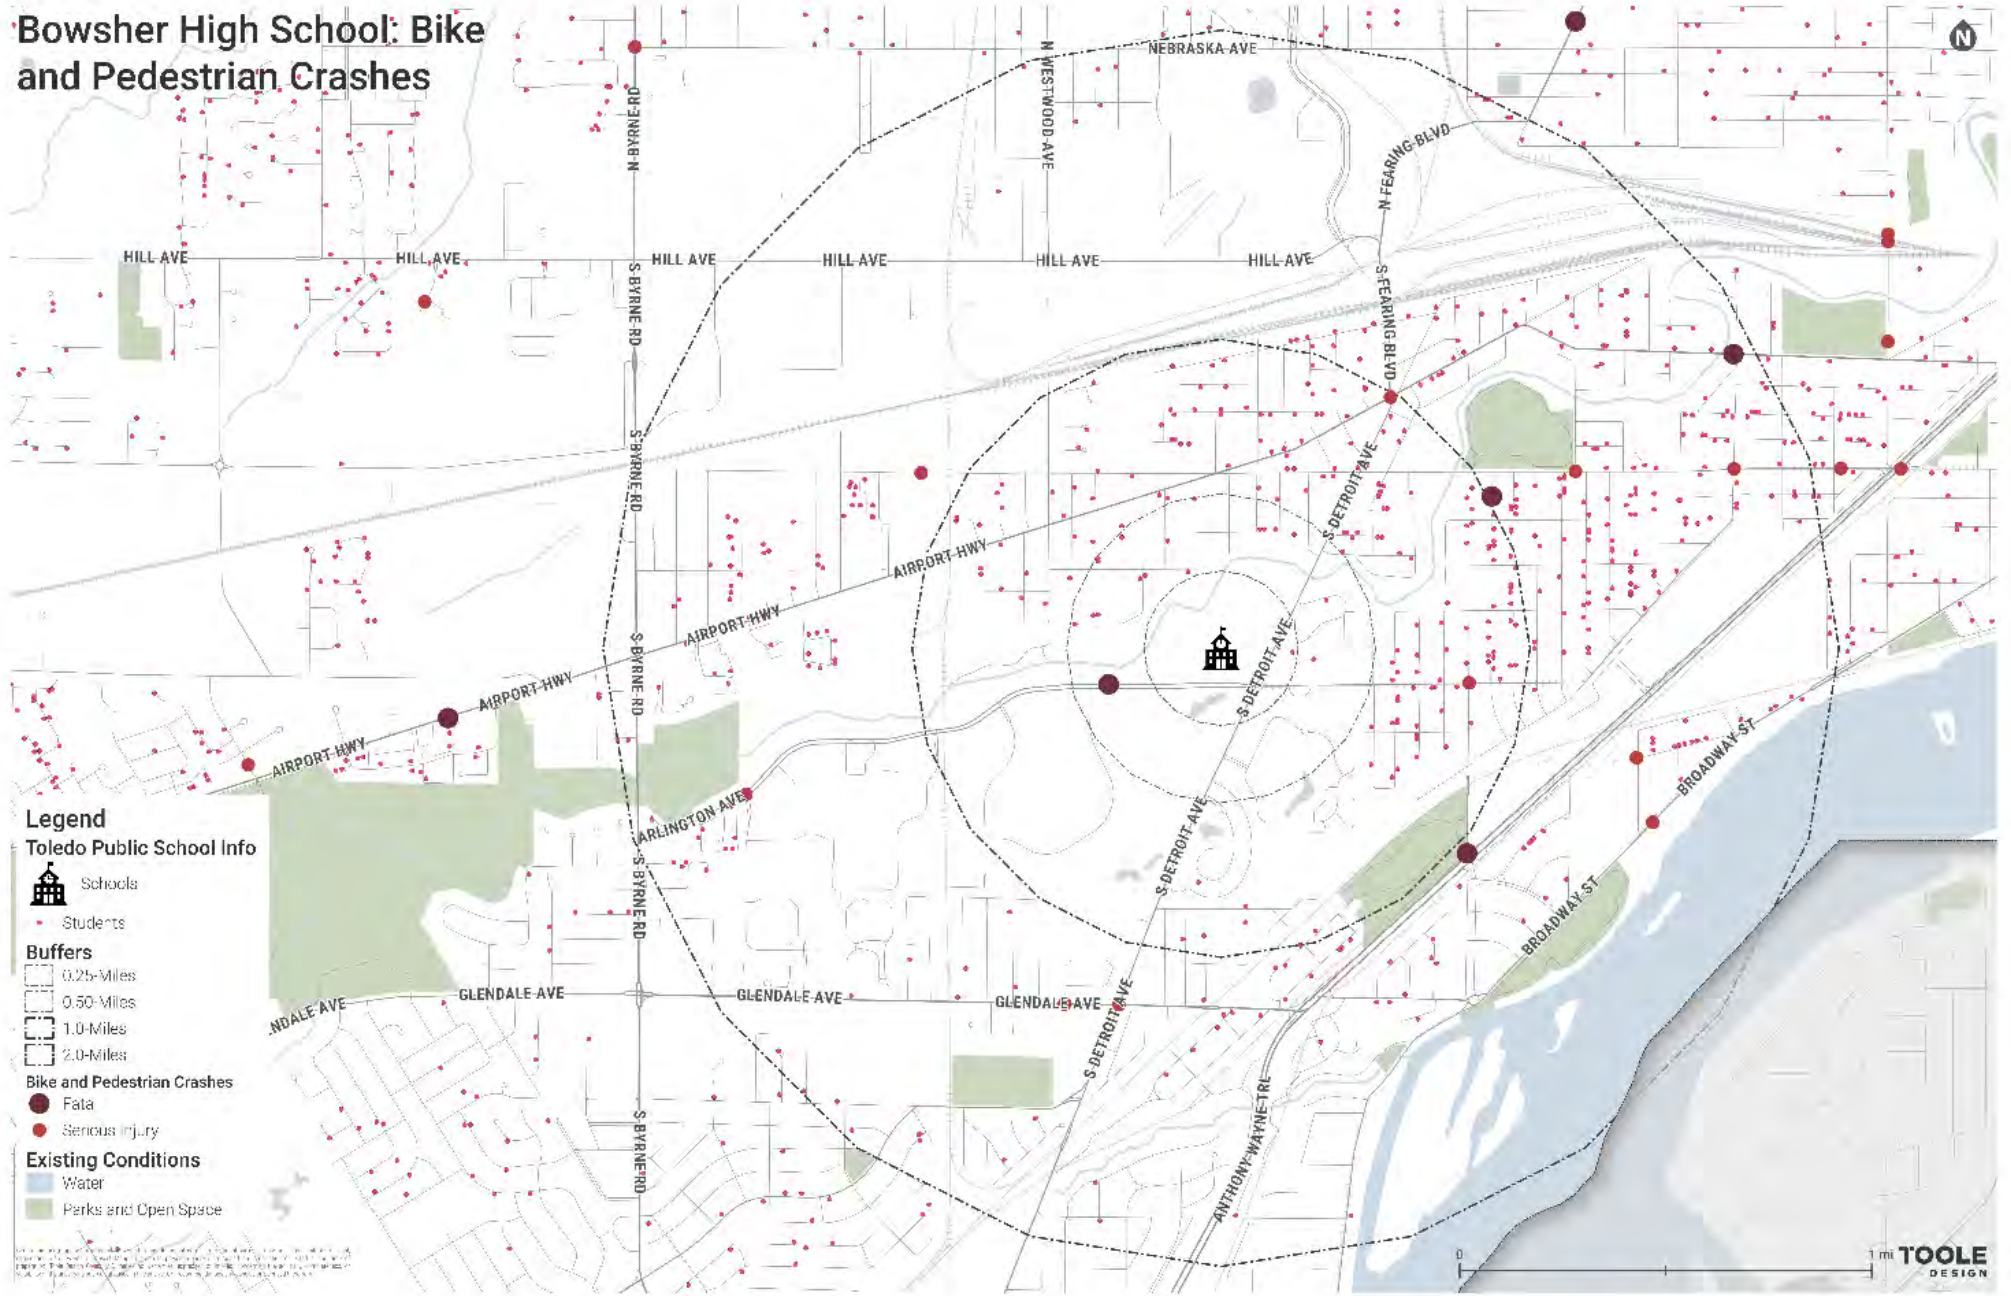 Bowsher High School: Bike
and Pedestrian Crashes
N
NEBRASKA AVE
N WESTWOOD AVE
N BYRNE RD
N FEARING BLVD
HILL AVE
HILL AVE
HILL AVE
HILL AVE
HILL AVE
HILL AVE
S BYRNE RD
S FEARING BLVD
S BYRNE RD
S DETROIT AVE
AIRPORT HWY
AIRPORT HWY
S BYRNE RD
S DETROIT AVE
AIRPORT HWY
AIRPORT HWY
BROADWAY ST
ARLINGTON AVE
S DETROIT AVE
S BYRNE RD
BROADWAY ST
GLENDALE AVE
GLENDALE AVE
GLENDALE AVE
NDALE AVE
S DETROIT AVE
ANTHONY WAYNE TRL
S BYRNE RD
Legend
Toledo Public School Info
Schools
Students
Buffers
0.25-Miles
0.50-Miles
1.0-Miles
2.0-Miles
Bike and Pedestrian Crashes
Fata
Serious Injury
Existing Conditions
Water
Parks and Open Space
0
1 mi
TOOLE
DESIGN